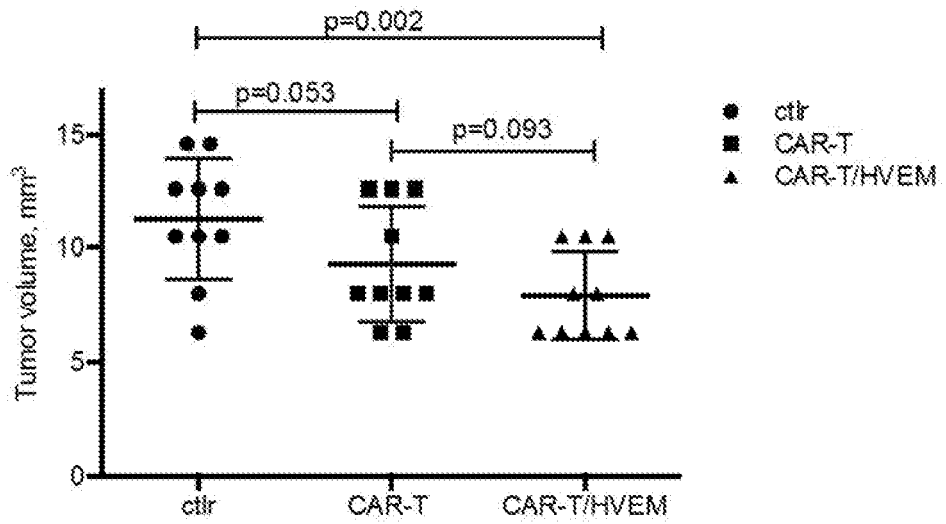 p=0.002
p=0.053
p=0.093
ctlr
CAR-T
CAR-T/HVEM
Tumor volume, mm³
15
10
5
0
ctlr
CAR-T
CAR-T/HVEM